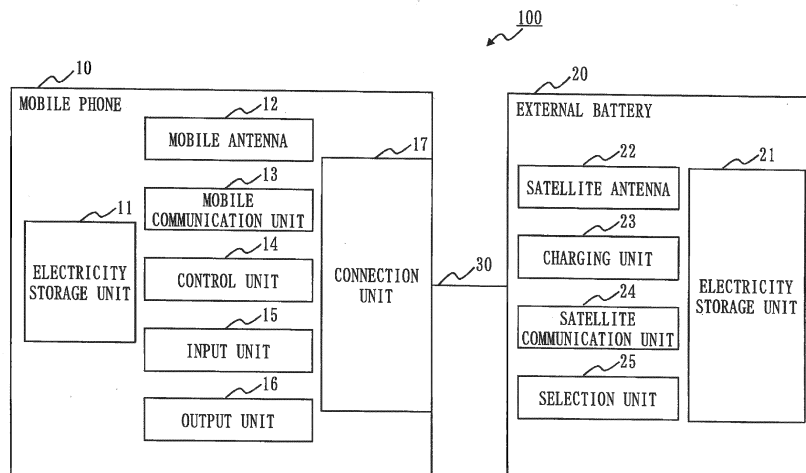 100
10
MOBILE PHONE
12
MOBILE ANTENNA
13
MOBILE
COMMUNICATION UNIT
11
ELECTRICITY
STORAGE UNIT
14
CONTROL UNIT
15
INPUT UNIT
16
OUTPUT UNIT
17
CONNECTION
UNIT
30
20
EXTERNAL BATTERY
22
SATELLITE ANTENNA
23
CHARGING UNIT
24
SATELLITE
COMMUNICATION UNIT
25
SELECTION UNIT
21
ELECTRICITY
STORAGE UNIT